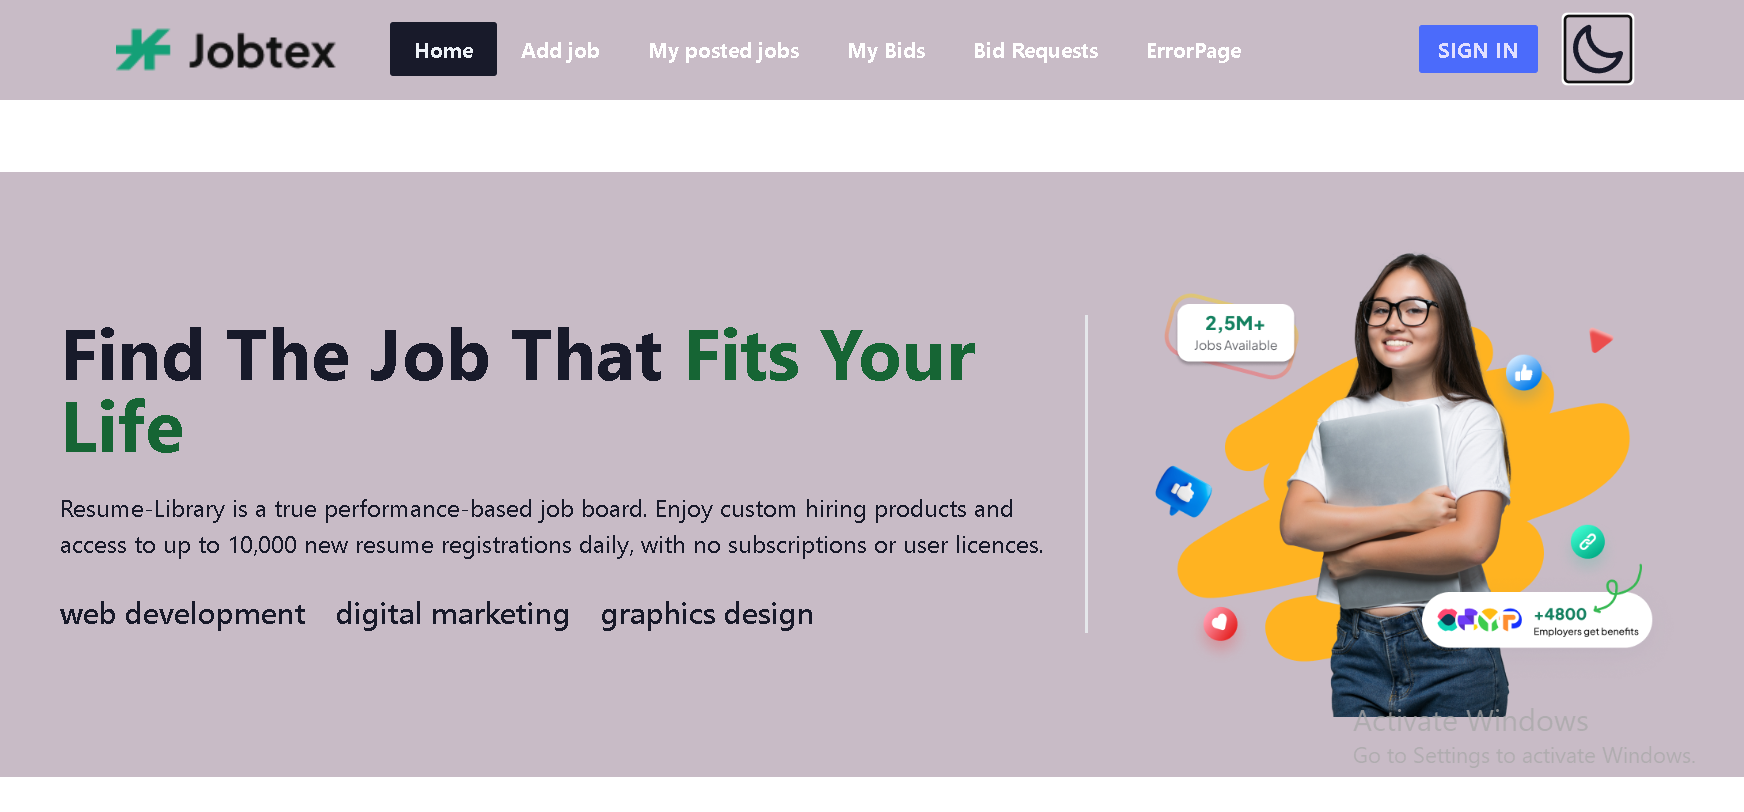 Jobtex
Home Add job My posted jobs My Bids Bid Requests ErrorPage
SIGN IN
Find The Job That Fits Your
Life
Resume-Library is a true performance-based job board. Enjoy custom hiring products and
access to up to 10,000 new resume registrations daily, with no subscriptions or user licences.
web development digital marketing graphics design
2,5M+
Jobs Available
+4800
Employers get benefits
Activate Windows
Go to Settings to activate Windows.